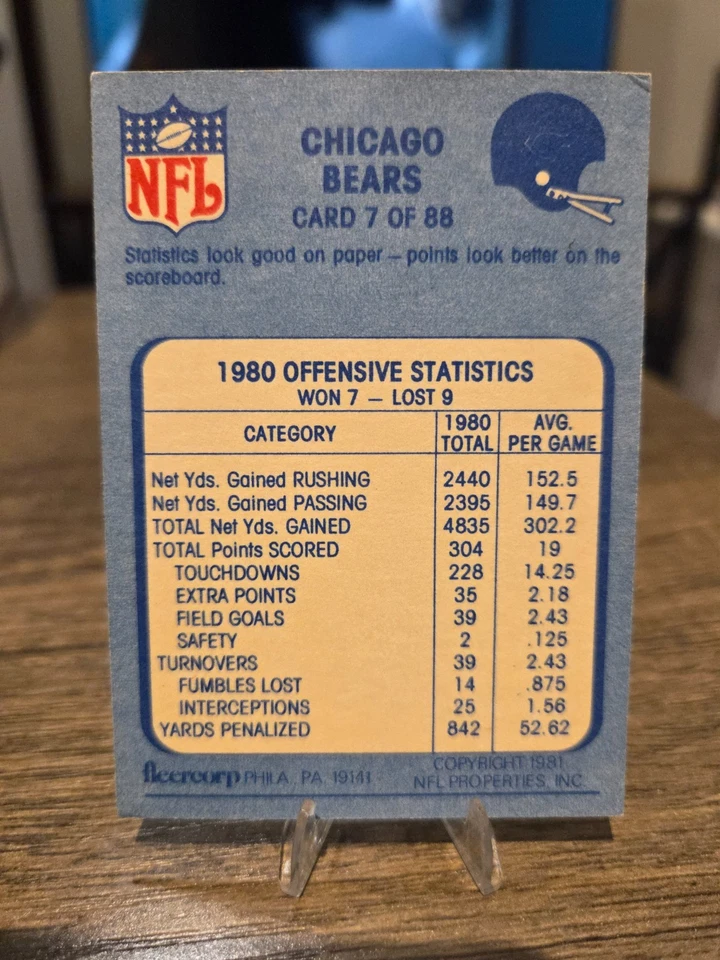 NFL
CHICAGO
BEARS
CARD 7 OF 88
Statistics look good on paper – points look better on the
scoreboard.
1980 OFFENSIVE STATISTICS
WON 7 – LOST 9
CATEGORY 1980 TOTAL AVG. PER GAME
Net Yds. Gained RUSHING 2440 152.5
Net Yds. Gained PASSING 2395 149.7
TOTAL Net Yds. GAINED 4835 302.2
TOTAL Points SCORED 304 19
TOUCHDOWNS 228 14.25
EXTRA POINTS 35 2.18
FIELD GOALS 39 2.43
SAFETY 2 .125
TURNOVERS 39 2.43
FUMBLES LOST 14 .875
INTERCEPTIONS 25 1.56
YARDS PENALIZED 842 52.62
fleercorp PHILA., PA. 19141
COPYRIGHT 1981
NFL PROPERTIES, INC.